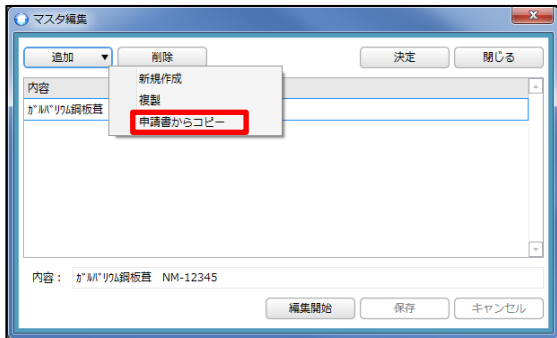 マスタ編集
追加 ▼ 削除 決定 閉じる
内容
新規作成
ｶﾞﾙﾊﾞﾘｳﾑ鋼板葺
複製
申請書からコピー
内容： ｶﾞﾙﾊﾞﾘｳﾑ鋼板葺 NM-12345
編集開始 保存 キャンセル